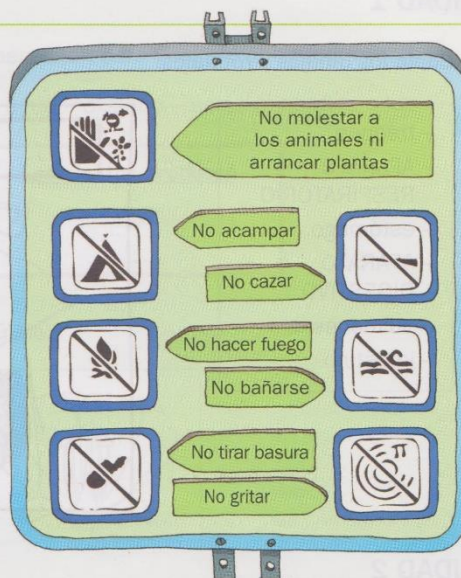 No molestar a
los animales ni
arrancar plantas
No acampar
No cazar
No hacer fuego
No bañarse
No tirar basura
No gritar